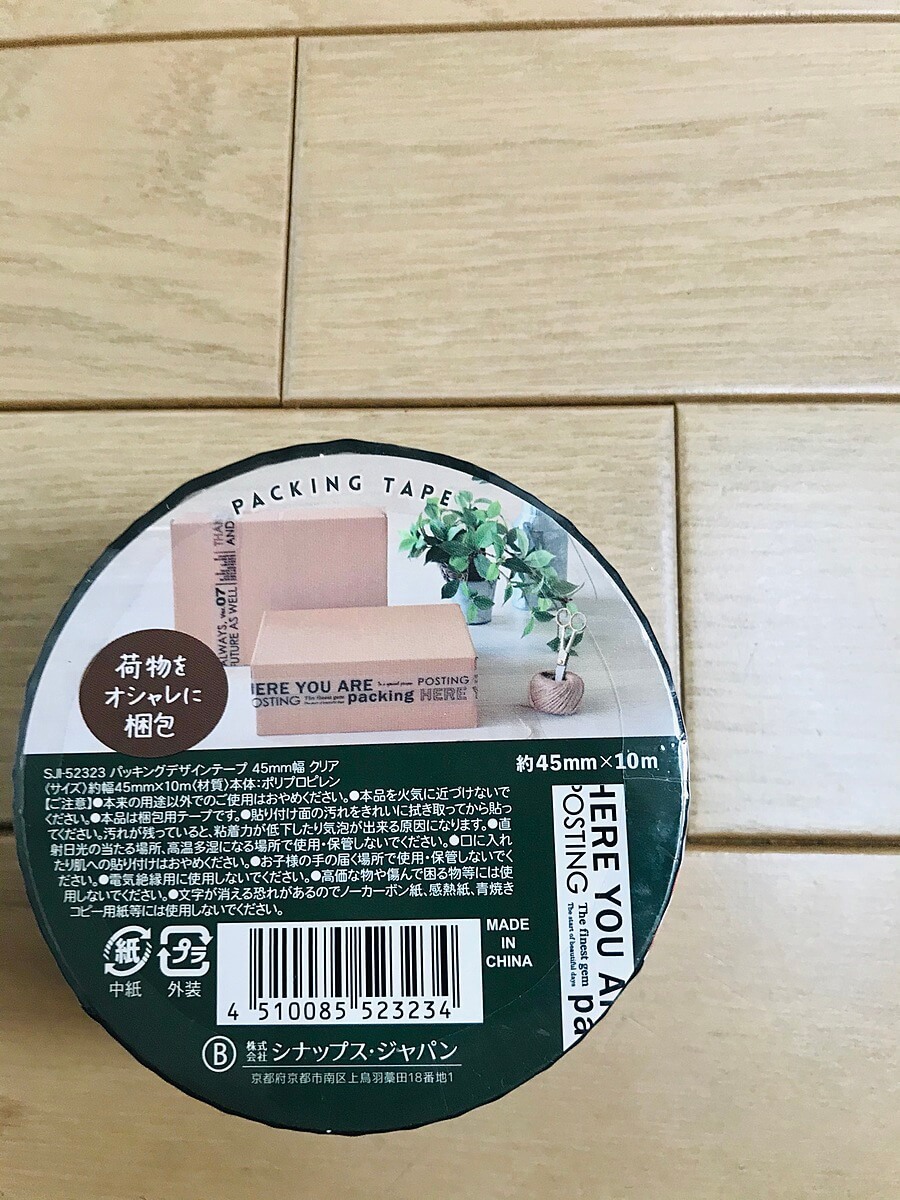 PACKING TAPE
THAN
AND
ALWAYS, Vol.07
FUTURE AS WELL
HERE YOU ARE
POSTING
The finest gem
packing
POSTING
HERE Y
荷物を
オシャレに
梱包
SJI-52323 パッキングデザインテープ 45mm幅 クリア
〈サイズ〉約幅45mm×10m〈材質〉本体：ポリプロピレン
約45mm×10m
【ご注意】●本来の用途以外でのご使用はおやめください。●本品を火気に近づけないで
ください。●本品は梱包用テープです。●貼り付け面の汚れをきれいに拭き取ってから貼っ
てください。汚れが残っていると、粘着力が低下したり気泡が出来る原因になります。●直
射日光の当たる場所、高温多湿になる場所で使用・保管しないでください。●口に入れ
たり肌への貼り付けはおやめください。●お子様の手の届く場所で使用・保管しないでく
ださい。●電気絶縁用に使用しないでください。●高価な物や傷んで困る物等には使
用しないでください。●文字が消える恐れがあるのでノーカーボン紙、感熱紙、青焼き
コピー用紙等には使用しないでください。
HERE YOU A
POSTING
The finest gem
The start of beautiful days
pa
紙
中紙
プラ
外装
4 510085 523234
MADE
IN
CHINA
B 株式会社 シナップス・ジャパン
京都府京都市南区上鳥羽藁田18番地1